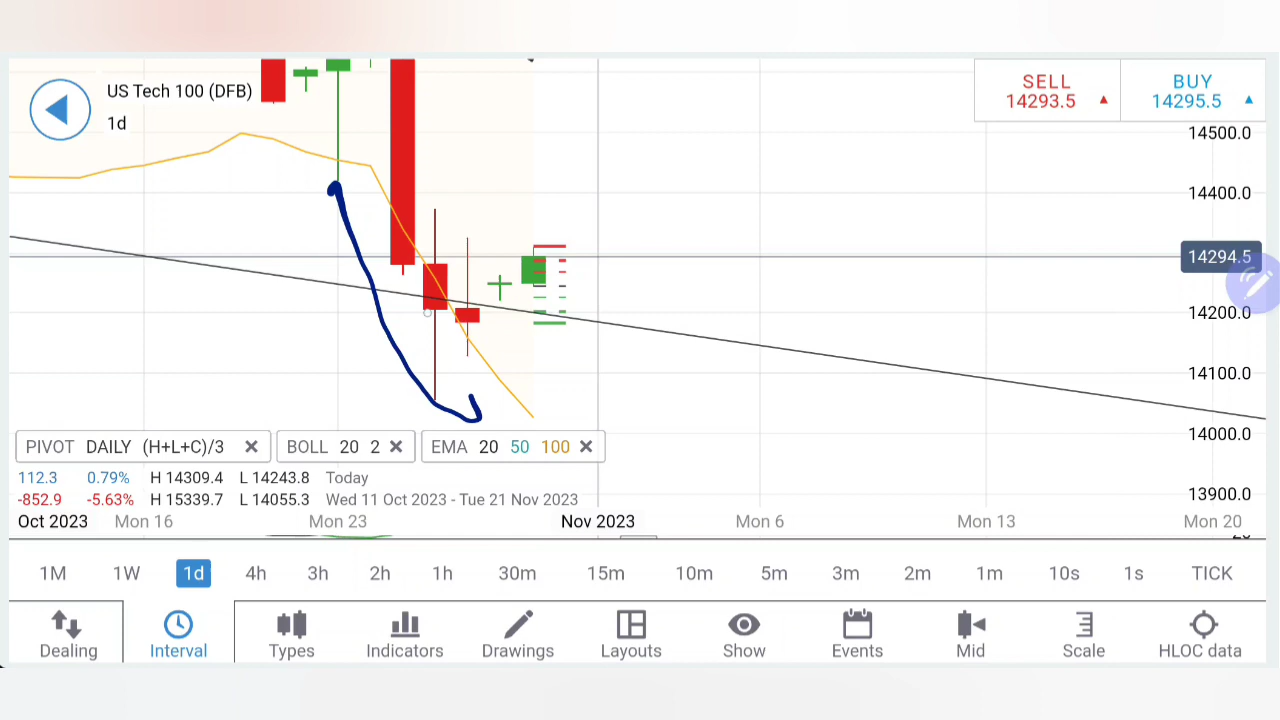 US Tech 100 (DFB)
1d
SELL
14293.5
BUY
14295.5
14500.0
14400.0
14294.5
14200.0
14100.0
14000.0
13900.0
PIVOT DAILY (H+L+C)/3
BOLL 20 2
EMA 20 50 100
112.3 0.79% H 14309.4 L 14243.8 Today
-852.9 -5.63% H 15339.7 L 14055.3 Wed 11 Oct 2023 - Tue 21 Nov 2023
Oct 2023 Mon 16 Mon 23 Nov 2023 Mon 6 Mon 13 Mon 20
1M 1W 1d 4h 3h 2h 1h 30m 15m 10m 5m 3m 2m 1m 10s 1s TICK
Dealing Interval Types Indicators Drawings Layouts Show Events Mid Scale HLOC data